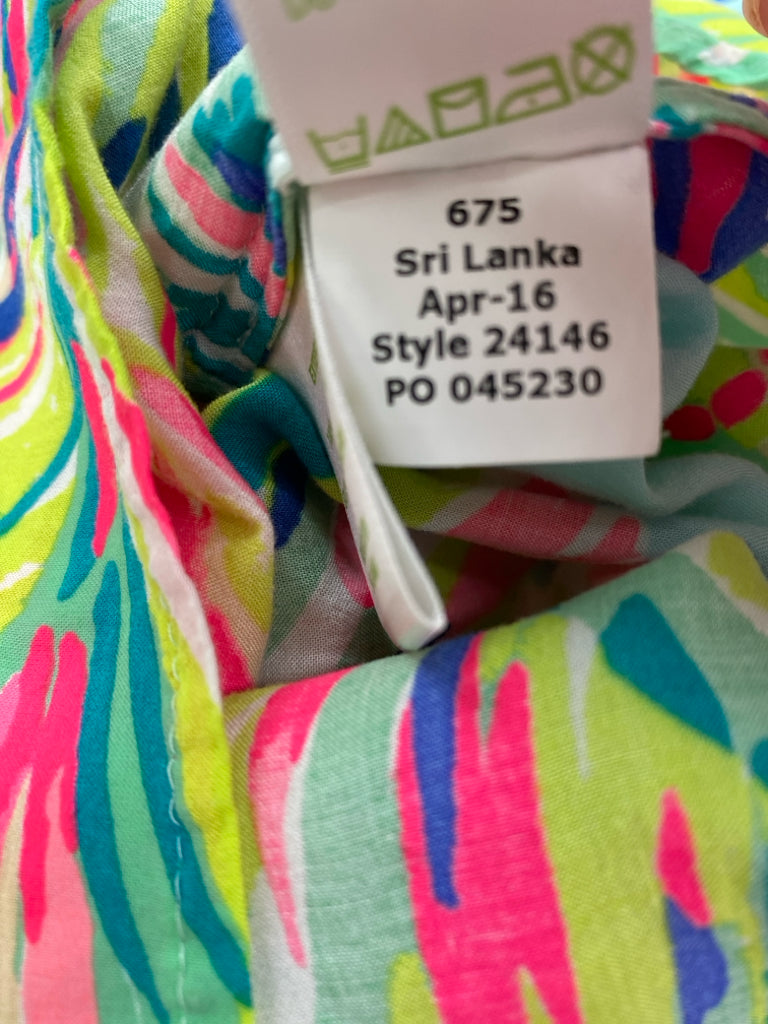 675
Sri Lanka
Apr-16
Style 24146
PO 045230